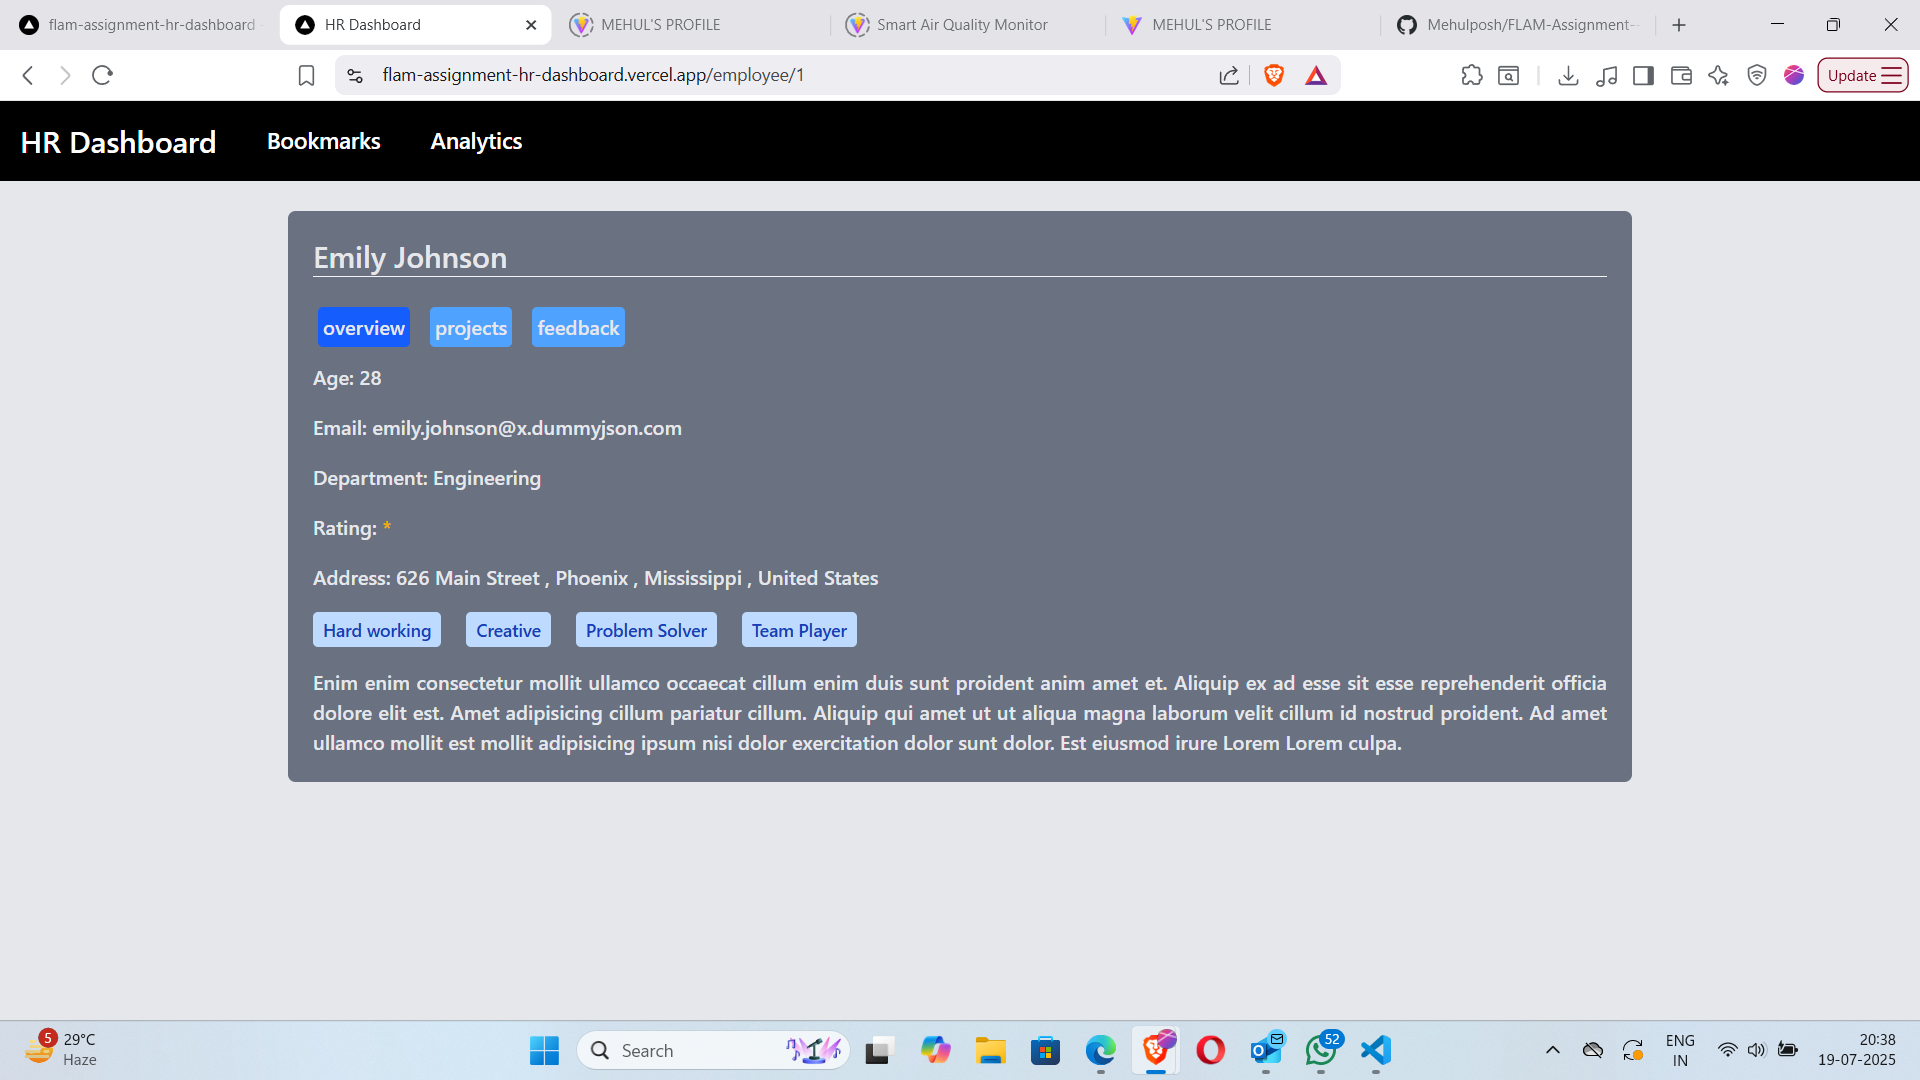 flam-assignment-hr-dashboard
HR Dashboard
MEHUL'S PROFILE
Smart Air Quality Monitor
MEHUL'S PROFILE
Mehulposh/FLAM-Assignment-
flam-assignment-hr-dashboard.vercel.app/employee/1
Update
HR Dashboard
Bookmarks
Analytics
Emily Johnson
overview
projects
feedback
Age: 28
Email: emily.johnson@x.dummyjson.com
Department: Engineering
Rating: *
Address: 626 Main Street , Phoenix , Mississippi , United States
Hard working
Creative
Problem Solver
Team Player
Enim enim consectetur mollit ullamco occaecat cillum enim duis sunt proident anim amet et. Aliquip ex ad esse sit esse reprehenderit officia
dolore elit est. Amet adipisicing cillum pariatur cillum. Aliquip qui amet ut ut aliqua magna laborum velit cillum id nostrud proident. Ad amet
ullamco mollit est mollit adipisicing ipsum nisi dolor exercitation dolor sunt dolor. Est eiusmod irure Lorem Lorem culpa.
5
29°C
Haze
Search
52
ENG
IN
20:38
19-07-2025